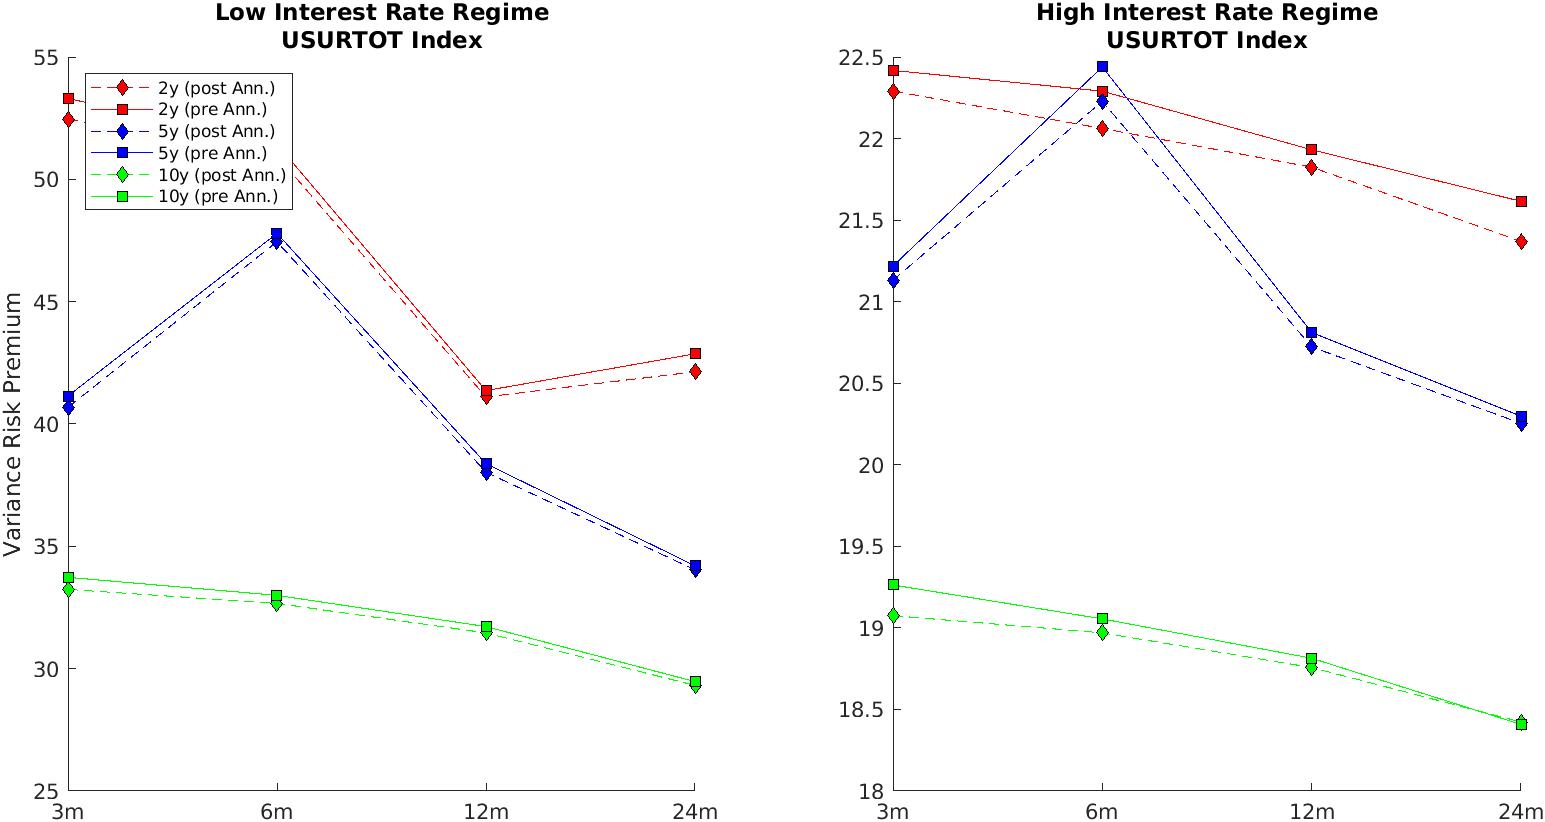 Low Interest Rate Regime
USURTOT Index
55
50
45
40
35
30
25
Variance Risk Premium
3m
6m
12m
24m
2y (post Ann.)
2y (pre Ann.)
5y (post Ann.)
5y (pre Ann.)
10y (post Ann.)
10y (pre Ann.)
High Interest Rate Regime
USURTOT Index
22.5
22
21.5
21
20.5
20
19.5
19
18.5
18
3m
6m
12m
24m